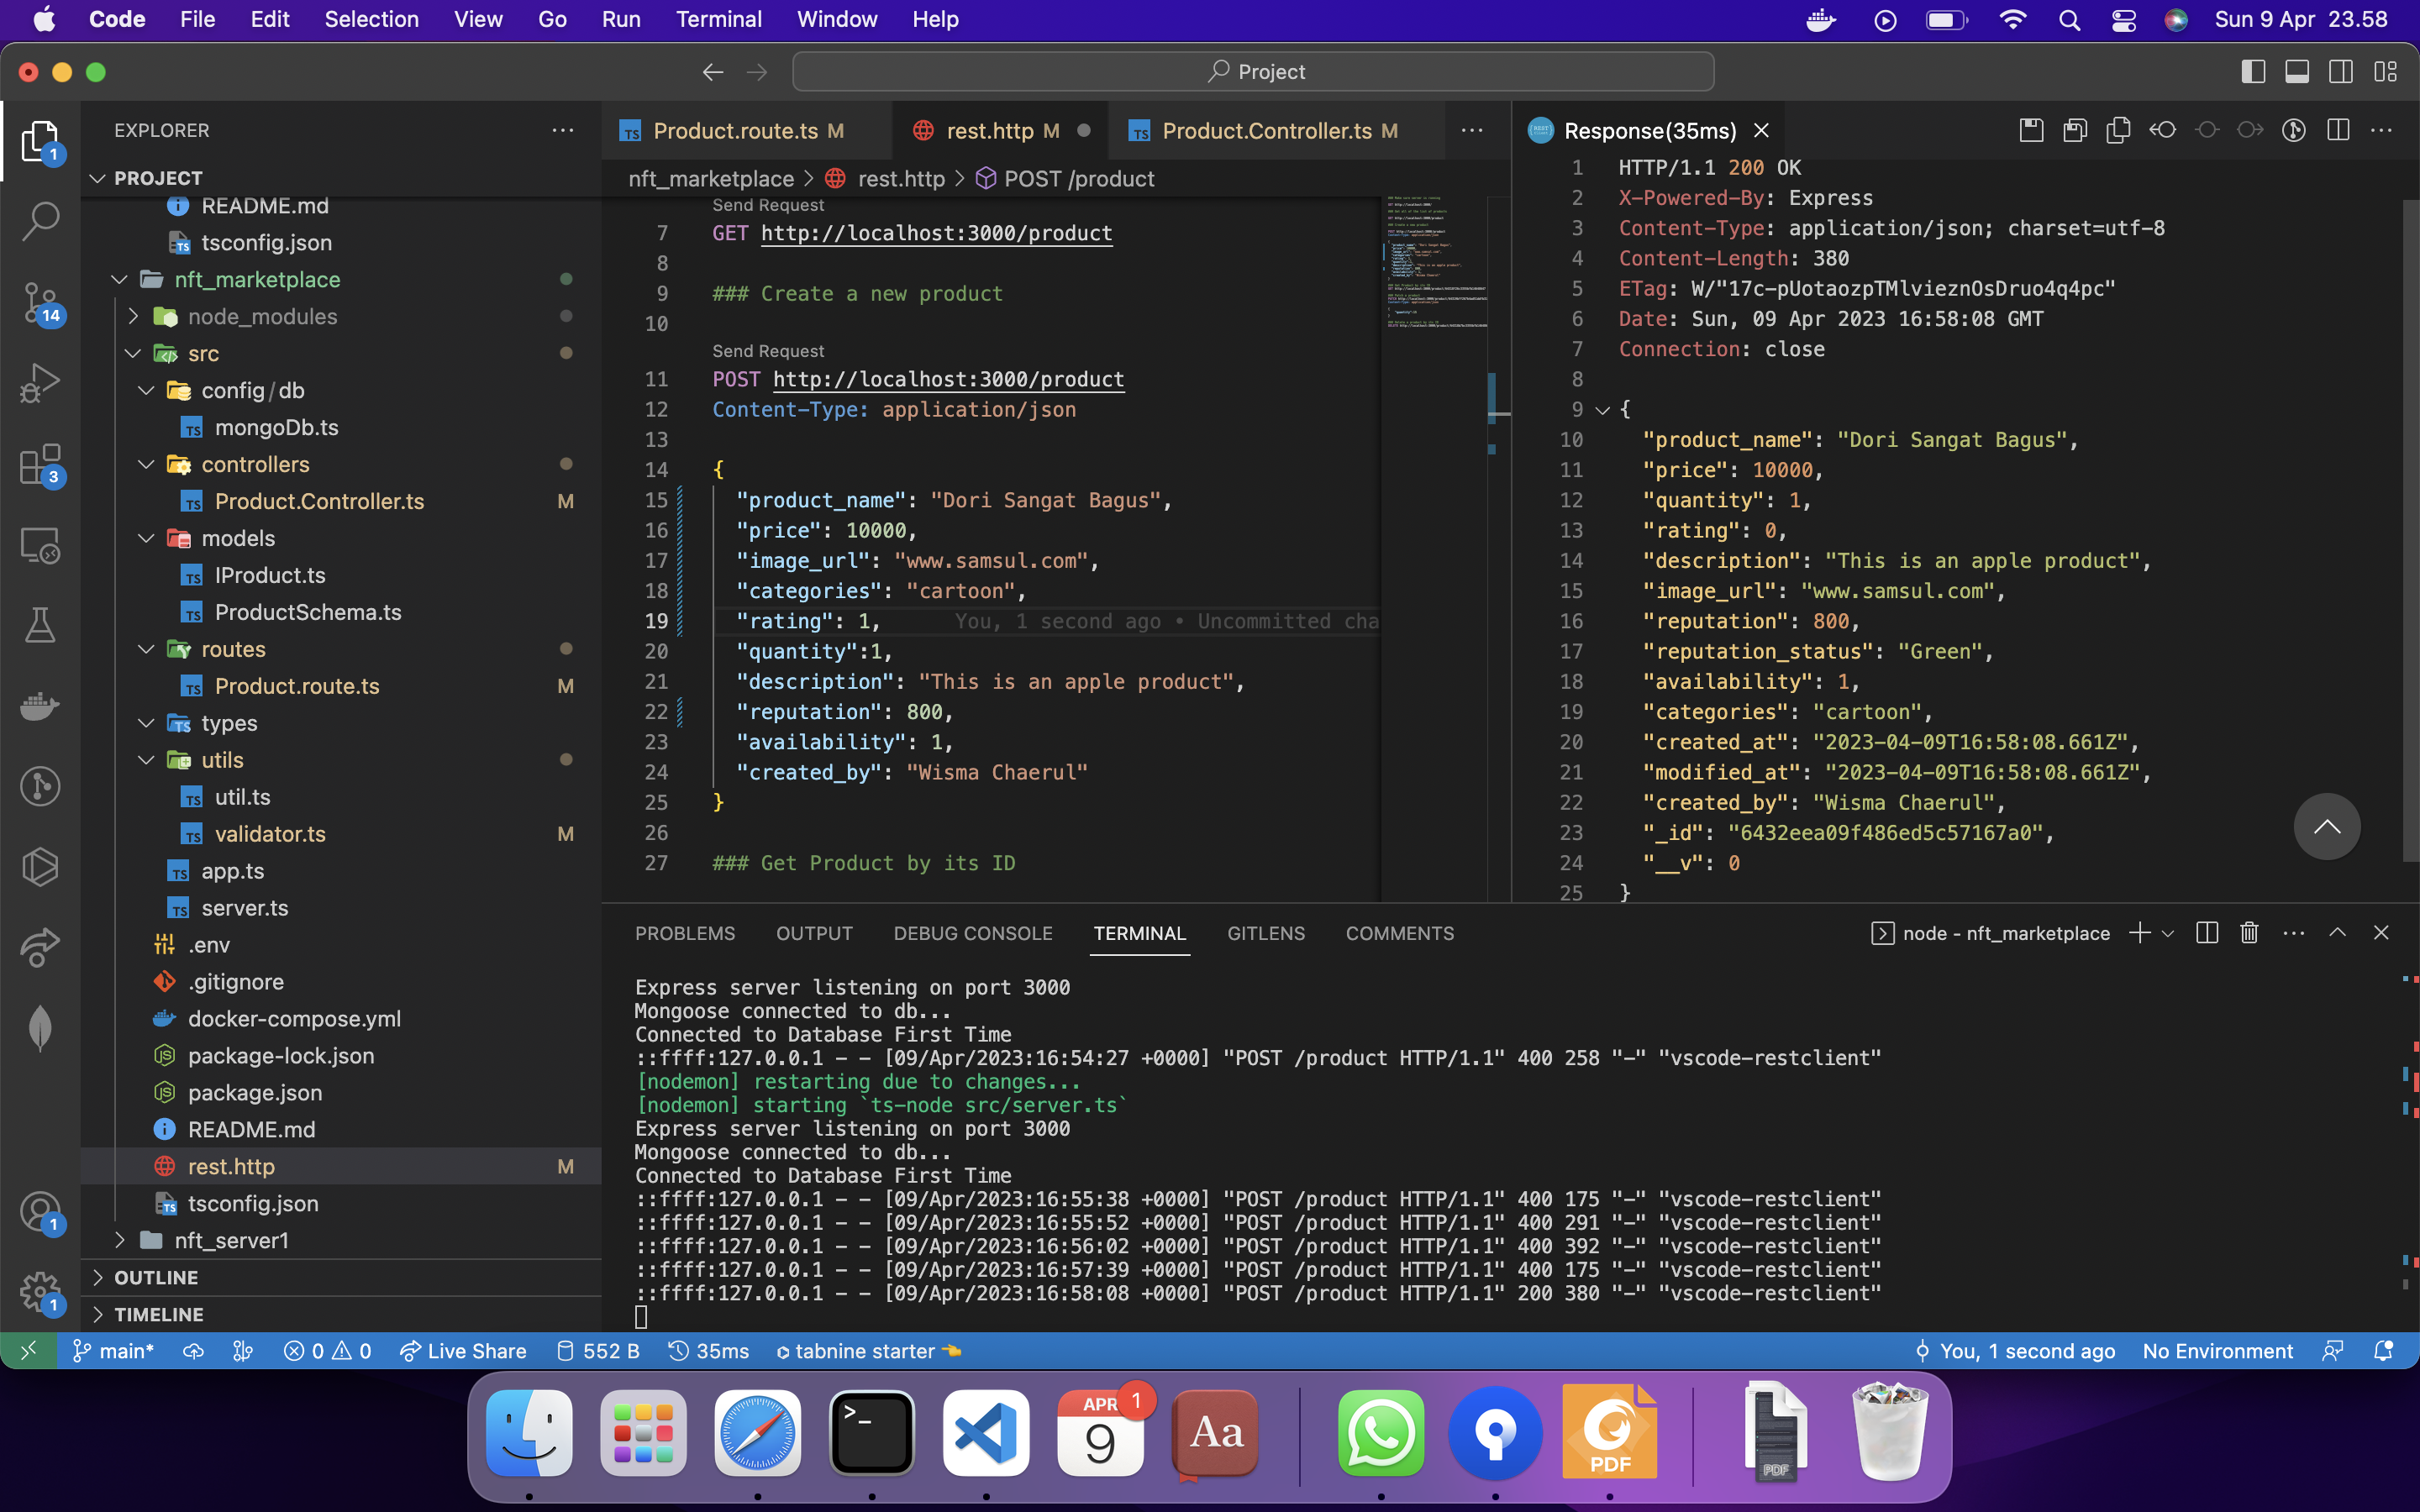 Code File Edit Selection View Go Run Terminal Window Help Sun 9 Apr 23.58
Project
EXPLORER
PROJECT
README.md
tsconfig.json
nft_marketplace
node_modules
src
config/db
mongoDb.ts
controllers
Product.Controller.ts M
models
IProduct.ts
ProductSchema.ts
routes
Product.route.ts M
types
utils
util.ts
validator.ts M
app.ts
server.ts
.env
.gitignore
docker-compose.yml
package-lock.json
package.json
README.md
rest.http M
tsconfig.json
nft_server1
OUTLINE
TIMELINE
1
14
3
1
1
Product.route.ts M rest.http M Product.Controller.ts M
nft_marketplace > rest.http > POST /product
Send Request
7 GET http://localhost:3000/product
8
9 ### Create a new product
10
Send Request
11 POST http://localhost:3000/product
12 Content-Type: application/json
13
14 {
15 "product_name": "Dori Sangat Bagus",
16 "price": 10000,
17 "image_url": "www.samsul.com",
18 "categories": "cartoon",
19 "rating": 1, You, 1 second ago • Uncommitted cha
20 "quantity":1,
21 "description": "This is an apple product",
22 "reputation": 800,
23 "availability": 1,
24 "created_by": "Wisma Chaerul"
25 }
26
27 ### Get Product by its ID
Response(35ms)
1 HTTP/1.1 200 OK
2 X-Powered-By: Express
3 Content-Type: application/json; charset=utf-8
4 Content-Length: 380
5 ETag: W/"17c-pUotaozpTMlvieznOsDruo4q4pc"
6 Date: Sun, 09 Apr 2023 16:58:08 GMT
7 Connection: close
8
9 {
10 "product_name": "Dori Sangat Bagus",
11 "price": 10000,
12 "quantity": 1,
13 "rating": 0,
14 "description": "This is an apple product",
15 "image_url": "www.samsul.com",
16 "reputation": 800,
17 "reputation_status": "Green",
18 "availability": 1,
19 "categories": "cartoon",
20 "created_at": "2023-04-09T16:58:08.661Z",
21 "modified_at": "2023-04-09T16:58:08.661Z",
22 "created_by": "Wisma Chaerul",
23 "_id": "6432eea09f486ed5c57167a0",
24 "__v": 0
25 }
PROBLEMS OUTPUT DEBUG CONSOLE TERMINAL GITLENS COMMENTS node - nft_marketplace
Express server listening on port 3000
Mongoose connected to db...
Connected to Database First Time
::ffff:127.0.0.1 - - [09/Apr/2023:16:54:27 +0000] "POST /product HTTP/1.1" 400 258 "-" "vscode-restclient"
[nodemon] restarting due to changes...
[nodemon] starting `ts-node src/server.ts`
Express server listening on port 3000
Mongoose connected to db...
Connected to Database First Time
::ffff:127.0.0.1 - - [09/Apr/2023:16:55:38 +0000] "POST /product HTTP/1.1" 400 175 "-" "vscode-restclient"
::ffff:127.0.0.1 - - [09/Apr/2023:16:55:52 +0000] "POST /product HTTP/1.1" 400 291 "-" "vscode-restclient"
::ffff:127.0.0.1 - - [09/Apr/2023:16:56:02 +0000] "POST /product HTTP/1.1" 400 392 "-" "vscode-restclient"
::ffff:127.0.0.1 - - [09/Apr/2023:16:57:39 +0000] "POST /product HTTP/1.1" 400 175 "-" "vscode-restclient"
::ffff:127.0.0.1 - - [09/Apr/2023:16:58:08 +0000] "POST /product HTTP/1.1" 200 380 "-" "vscode-restclient"
main* 0 0 Live Share 552 B 35ms tabnine starter You, 1 second ago No Environment
APR 1
9
Aa
PDF
PDF